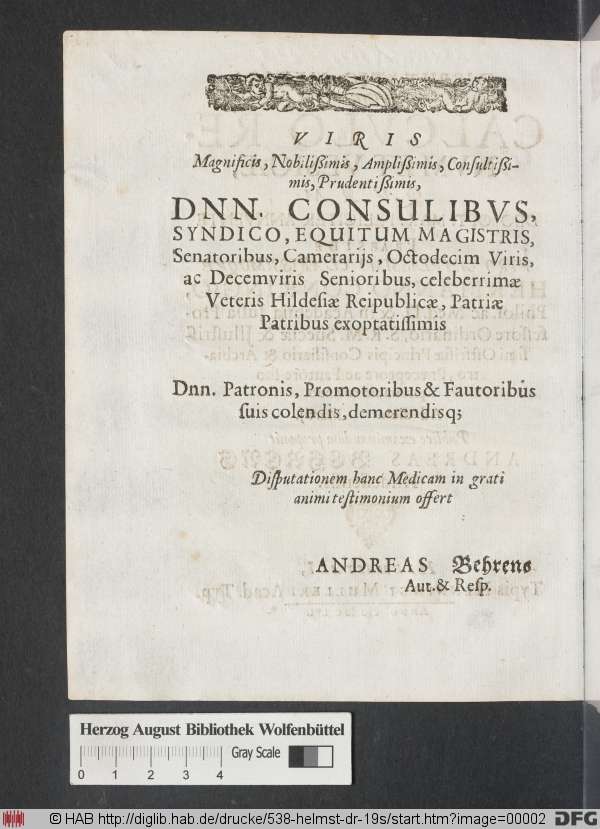 VIRIS
Magnificis, Nobilißimis, Amplißimis, Conſultißi-
mis, Prudentißimis,
DNN. CONSULIBVS,
SYNDICO, EQUITUM MAGISTRIS,
Senatoribus, Camerarijs, Octodecim Viris,
ac Decemviris Senioribus, celeberrimæ
Veteris Hildeſiæ Reipublicæ, Patriæ
Patribus exoptatiſſimis
Dnn. Patronis, Promotoribus & Fautoribus
ſuis colendis, demerendisq;
Diſputationem hanc Medicam in grati
animi teſtimonium offert
ANDREAS Behrens
Aut. & Reſp.
Herzog August Bibliothek Wolfenbüttel
Gray Scale
0 1 2 3 4
© HAB http://diglib.hab.de/drucke/538-helmst-dr-19s/start.htm?image=00002
DFG